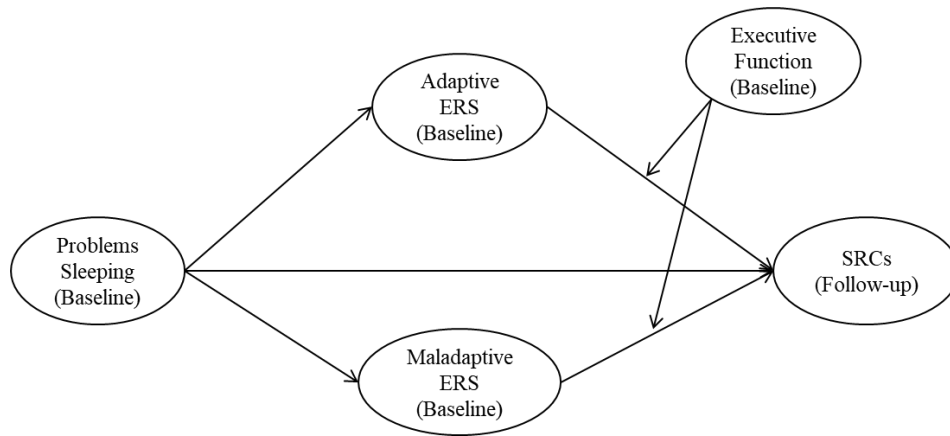 Executive
Function
(Baseline)
Adaptive
ERS
(Baseline)
Problems
Sleeping
(Baseline)
SRCs
(Follow-up)
Maladaptive
ERS
(Baseline)